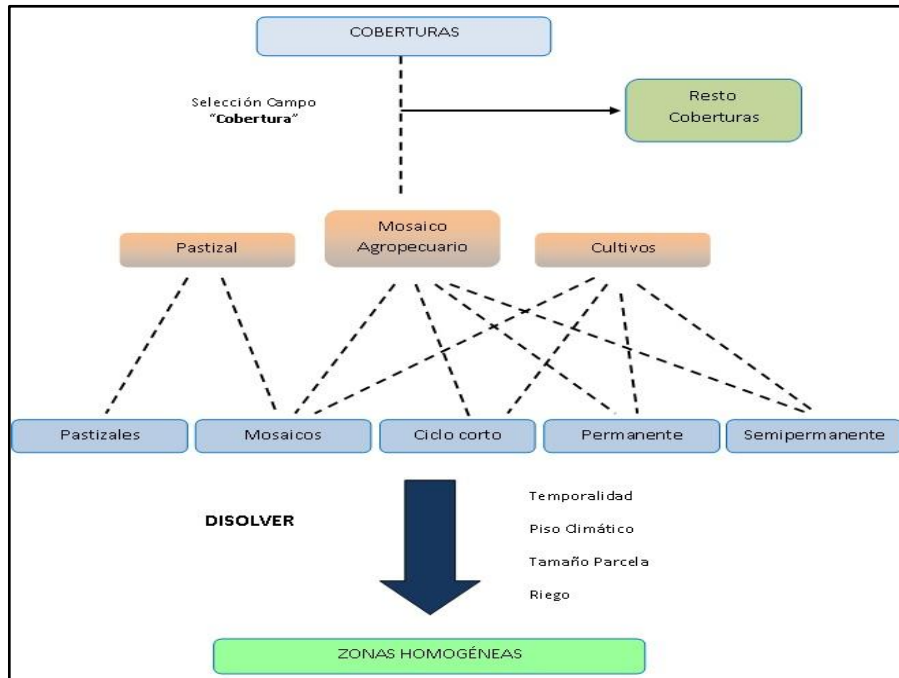 COBERTURAS
Selección Campo
“Cobertura”
Resto
Coberturas
Pastizal
Mosaico
Agropecuario
Cultivos
Pastizales
Mosaicos
Ciclo corto
Permanente
Semipermanente
DISOLVER
Temporalidad
Piso Climático
Tamaño Parcela
Riego
ZONAS HOMOGÉNEAS